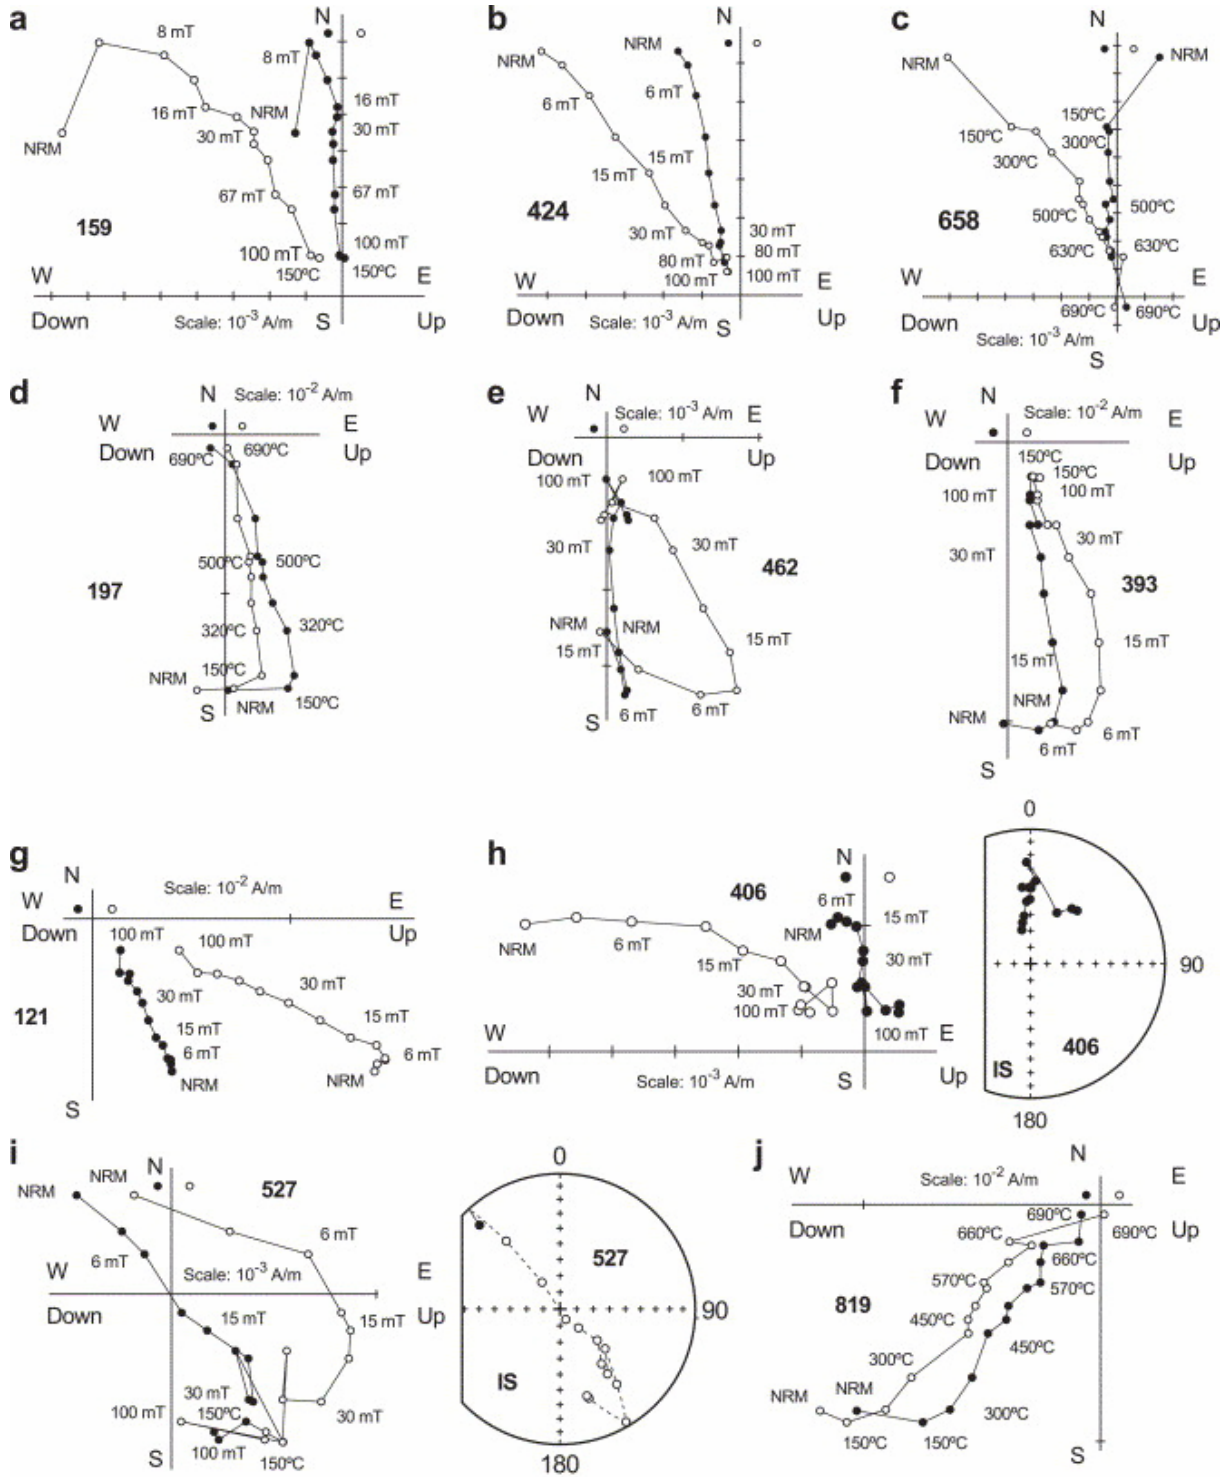 a
N
8 mT
8 mT
16 mT
16 mT
NRM
30 mT
30 mT
NRM
67 mT
67 mT
159
100 mT
100 mT
150ºC
150ºC
W
E
Down
Scale: 10-3 A/m
S
Up
b
N
NRM
NRM
6 mT
6 mT
15 mT
15 mT
424
30 mT
30 mT
80 mT
80 mT
100 mT
100 mT
W
E
Down
Scale: 10-3 A/m
S
Up
c
N
NRM
NRM
150ºC
150ºC
300ºC
300ºC
658
500ºC
500ºC
630ºC
630ºC
W
E
Down
690ºC
690ºC
Up
Scale: 10-3 A/m
S
d
N
Scale: 10-2 A/m
W
E
Down
690ºC
690ºC
Up
500ºC
500ºC
197
320ºC
320ºC
150ºC
NRM
NRM
150ºC
S
e
N
W
Scale: 10-3 A/m
E
Down
Up
100 mT
100 mT
30 mT
30 mT
462
NRM
NRM
15 mT
15 mT
6 mT
6 mT
S
f
N
W
Scale: 10-2 A/m
E
Down
Up
150ºC
150ºC
100 mT
100 mT
30 mT
30 mT
393
15 mT
15 mT
NRM
NRM
6 mT
6 mT
S
g
N
Scale: 10-2 A/m
W
E
Down
Up
100 mT
100 mT
30 mT
30 mT
121
15 mT
15 mT
6 mT
6 mT
NRM
NRM
S
h
N
406
6 mT
15 mT
NRM
6 mT
NRM
15 mT
30 mT
30 mT
100 mT
100 mT
W
E
Down
Scale: 10-3 A/m
S
Up
0
90
406
IS
180
i
N
NRM
NRM
527
6 mT
6 mT
W
Scale: 10-3 A/m
E
Down
Up
15 mT
15 mT
30 mT
30 mT
150ºC
100 mT
100 mT
150ºC
S
0
527
90
IS
180
j
N
W
Scale: 10-2 A/m
E
Down
Up
690ºC
690ºC
660ºC
660ºC
570ºC
570ºC
819
450ºC
450ºC
300ºC
300ºC
NRM
NRM
150ºC
150ºC
S